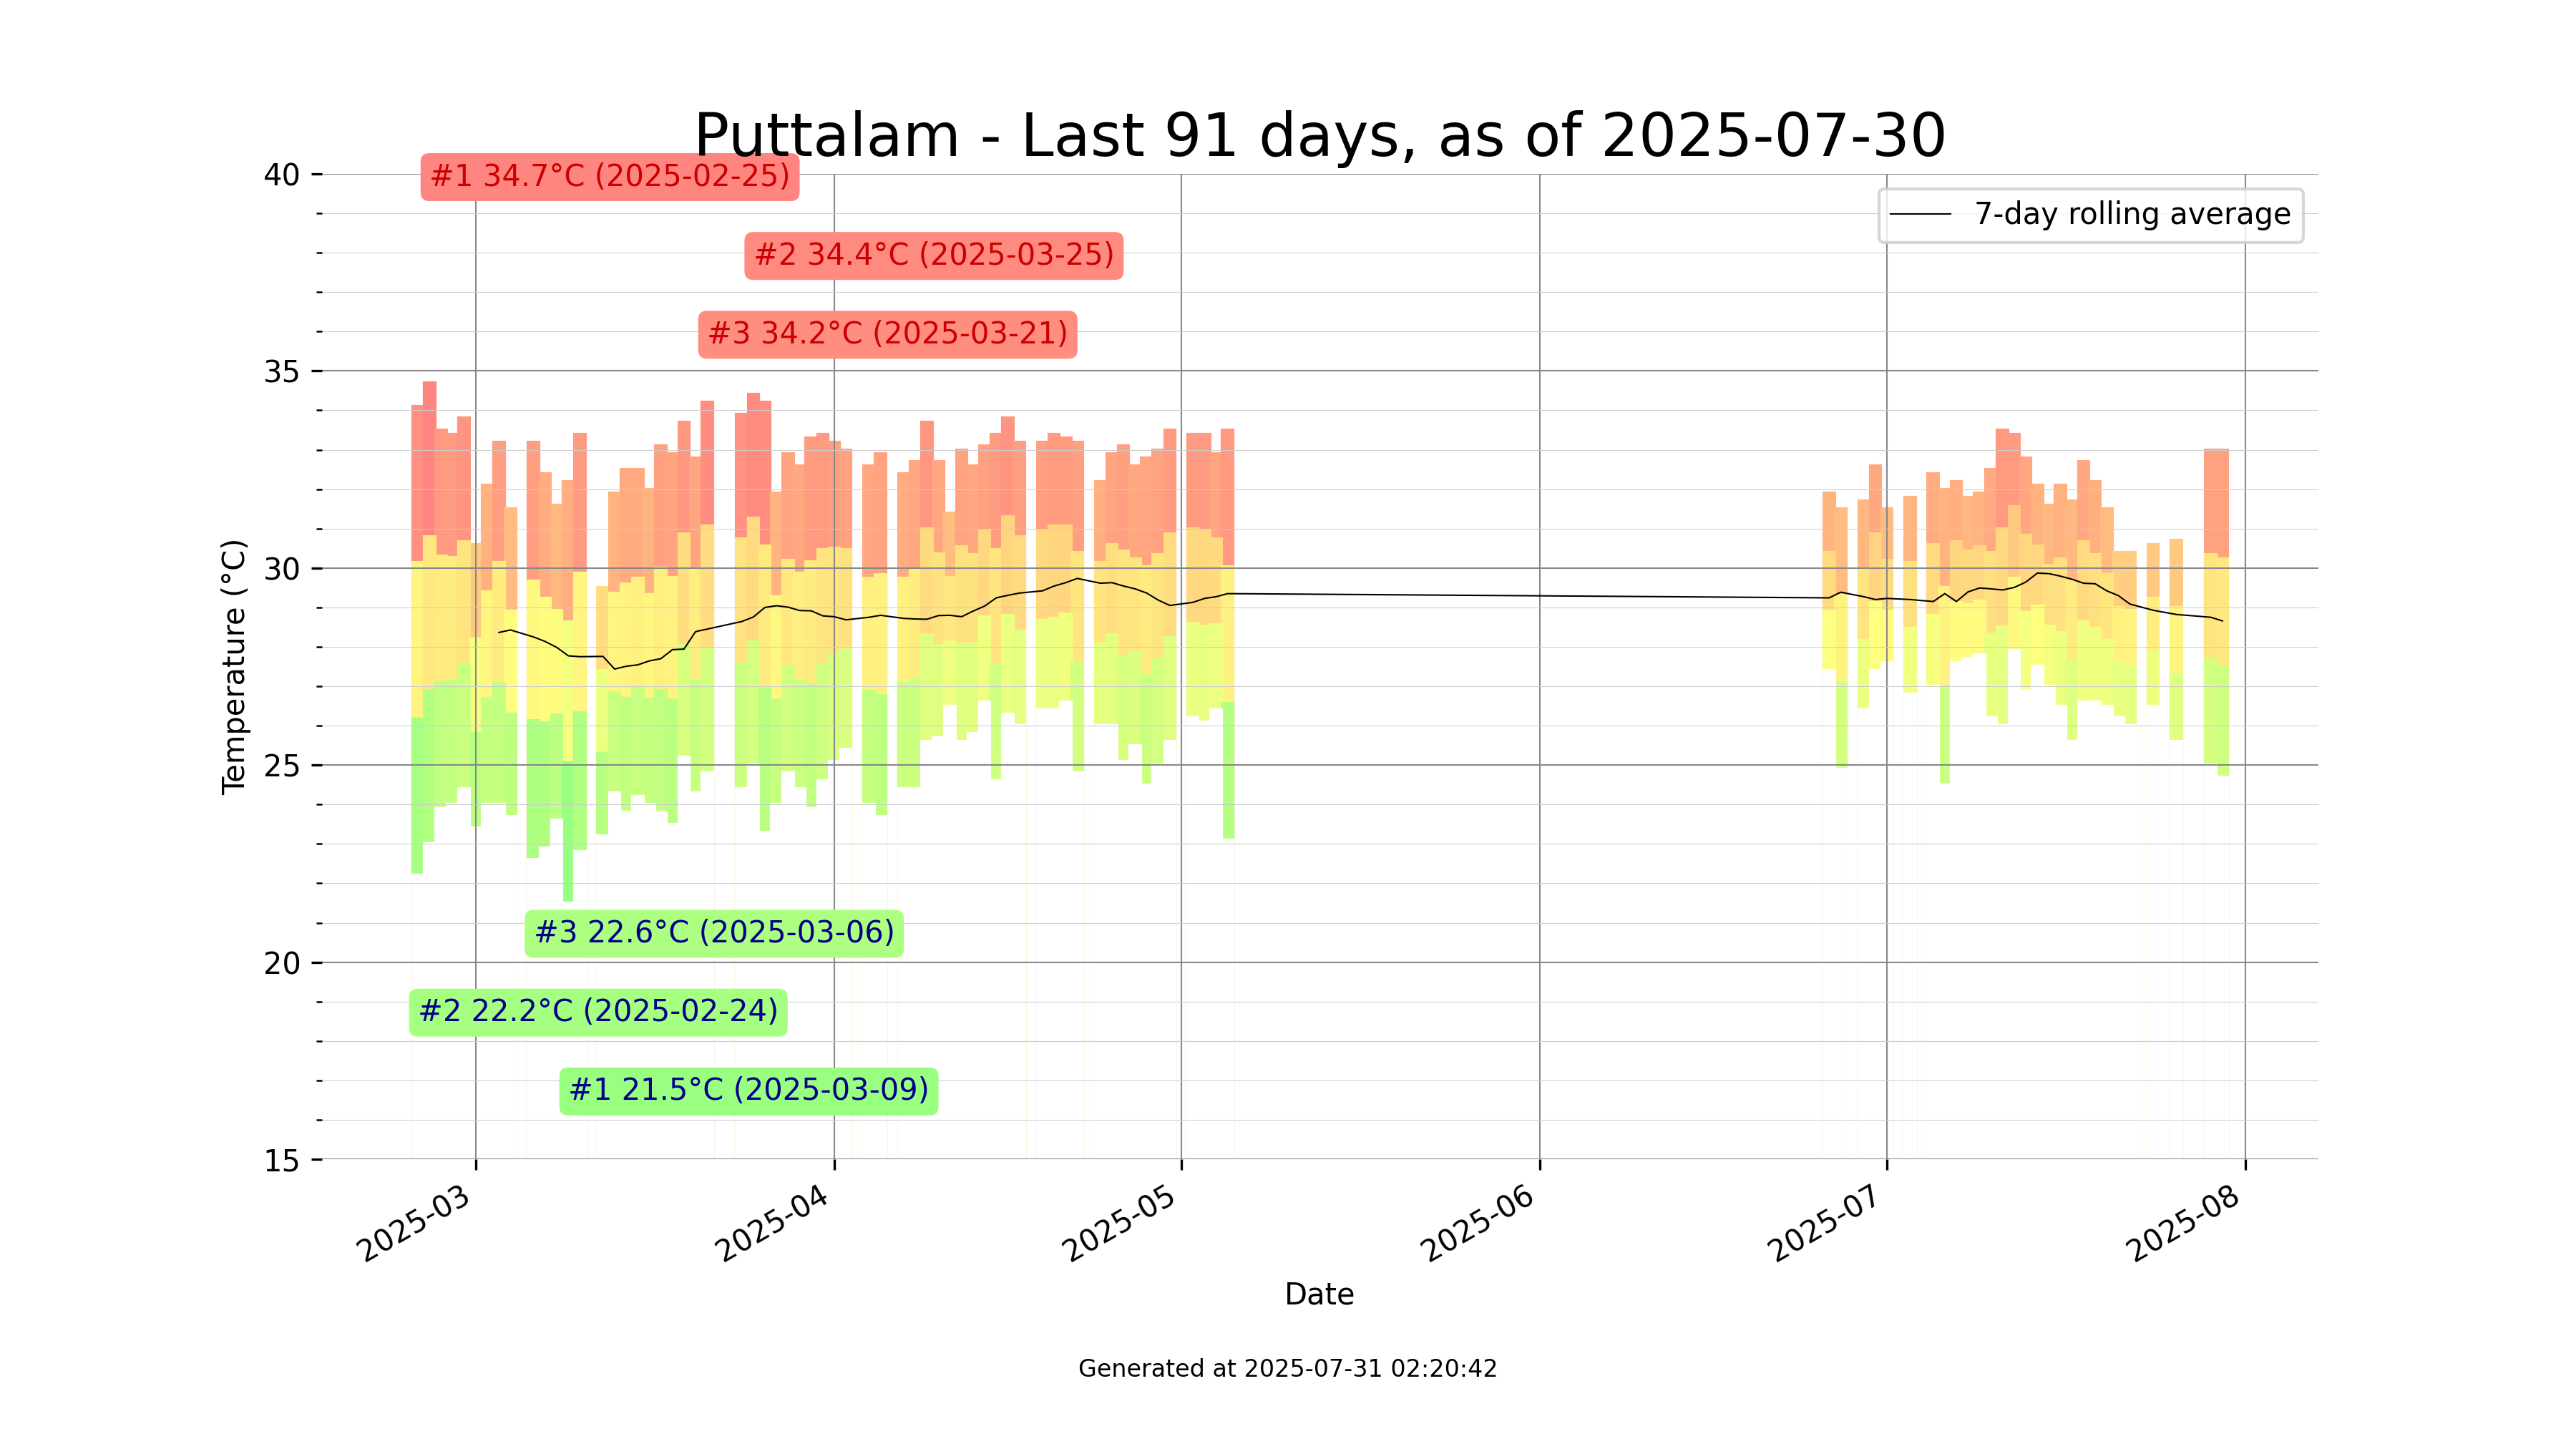 Puttalam - Last 91 days, as of 2025-07-30
#1 34.7°C (2025-02-25)
#2 34.4°C (2025-03-25)
#3 34.2°C (2025-03-21)
7-day rolling average
40
35
30
25
20
15
Temperature (°C)
#3 22.6°C (2025-03-06)
#2 22.2°C (2025-02-24)
#1 21.5°C (2025-03-09)
2025-03
2025-04
2025-05
2025-06
2025-07
2025-08
Date
Generated at 2025-07-31 02:20:42